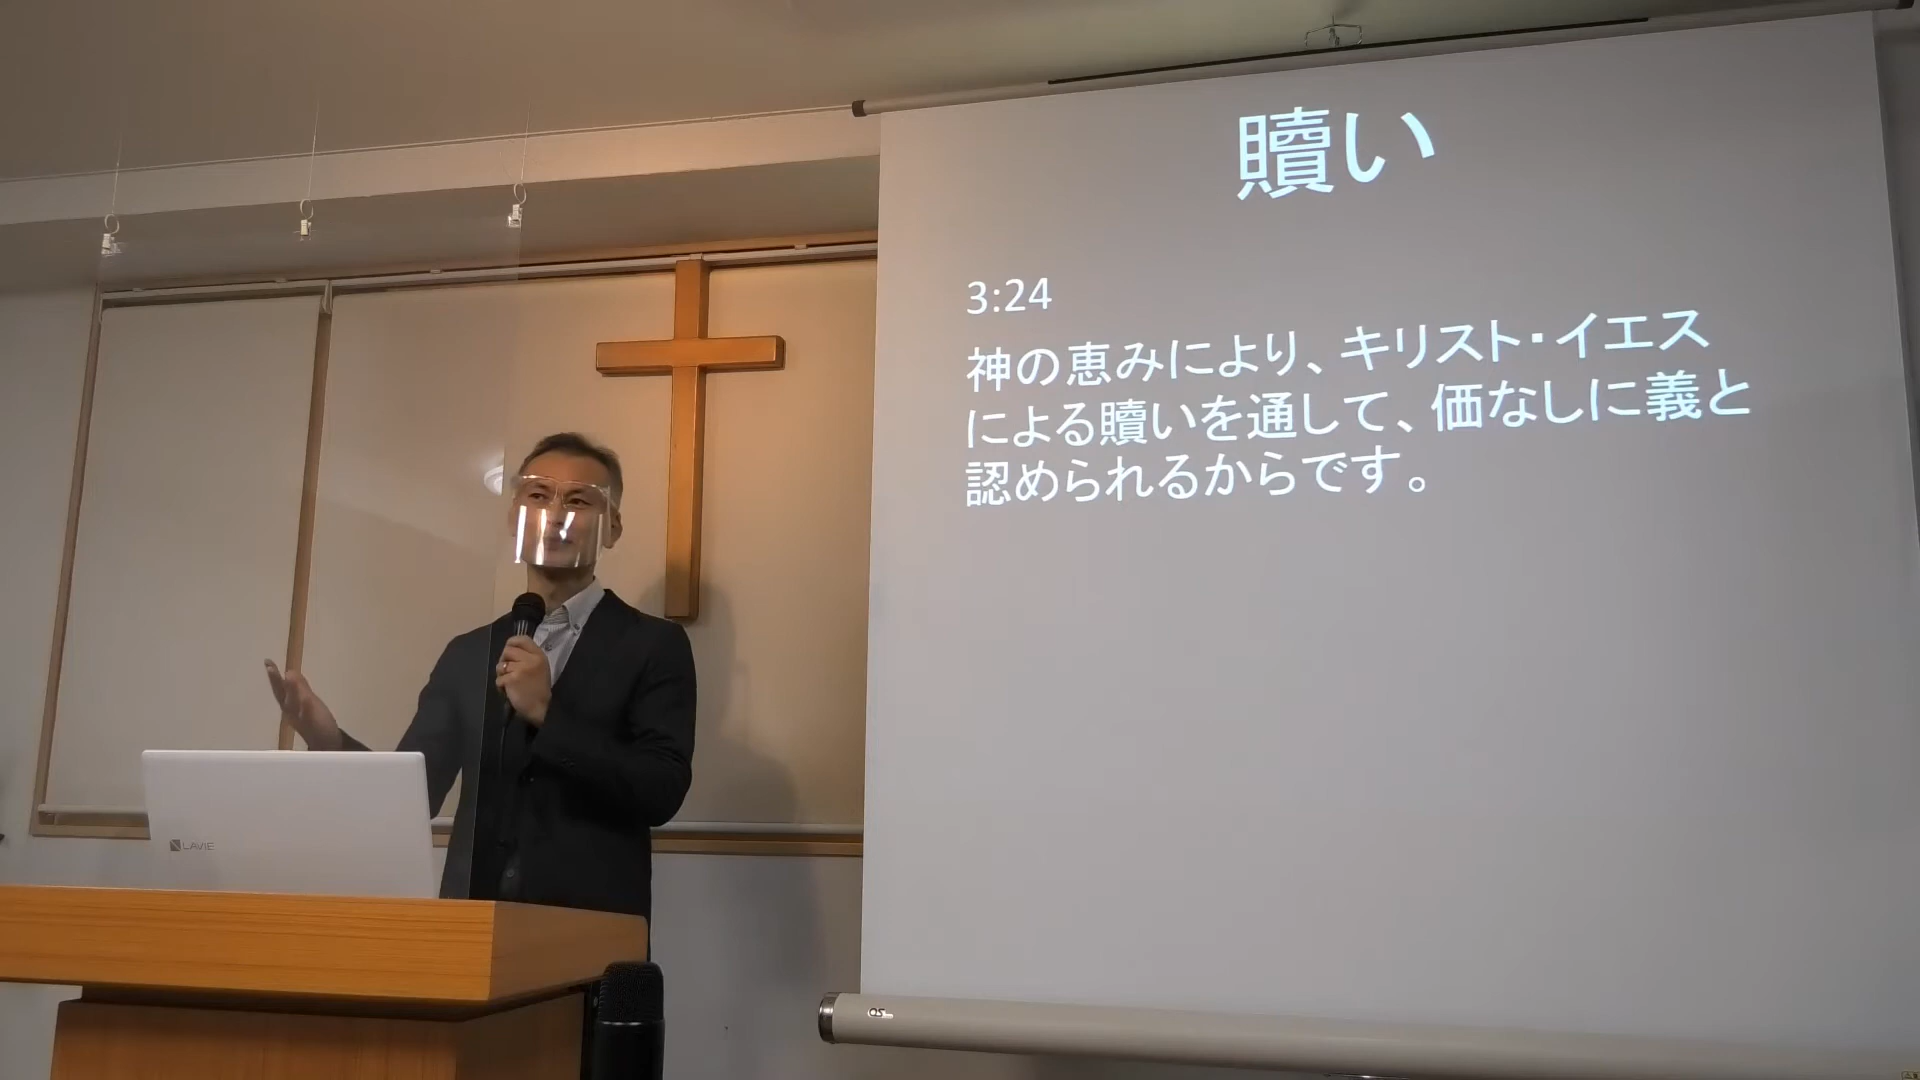 贖い
3:24
神の恵みにより、キリスト・イエス
による贖いを通して、価なしに義と
認められるからです。
LAVIE
OS